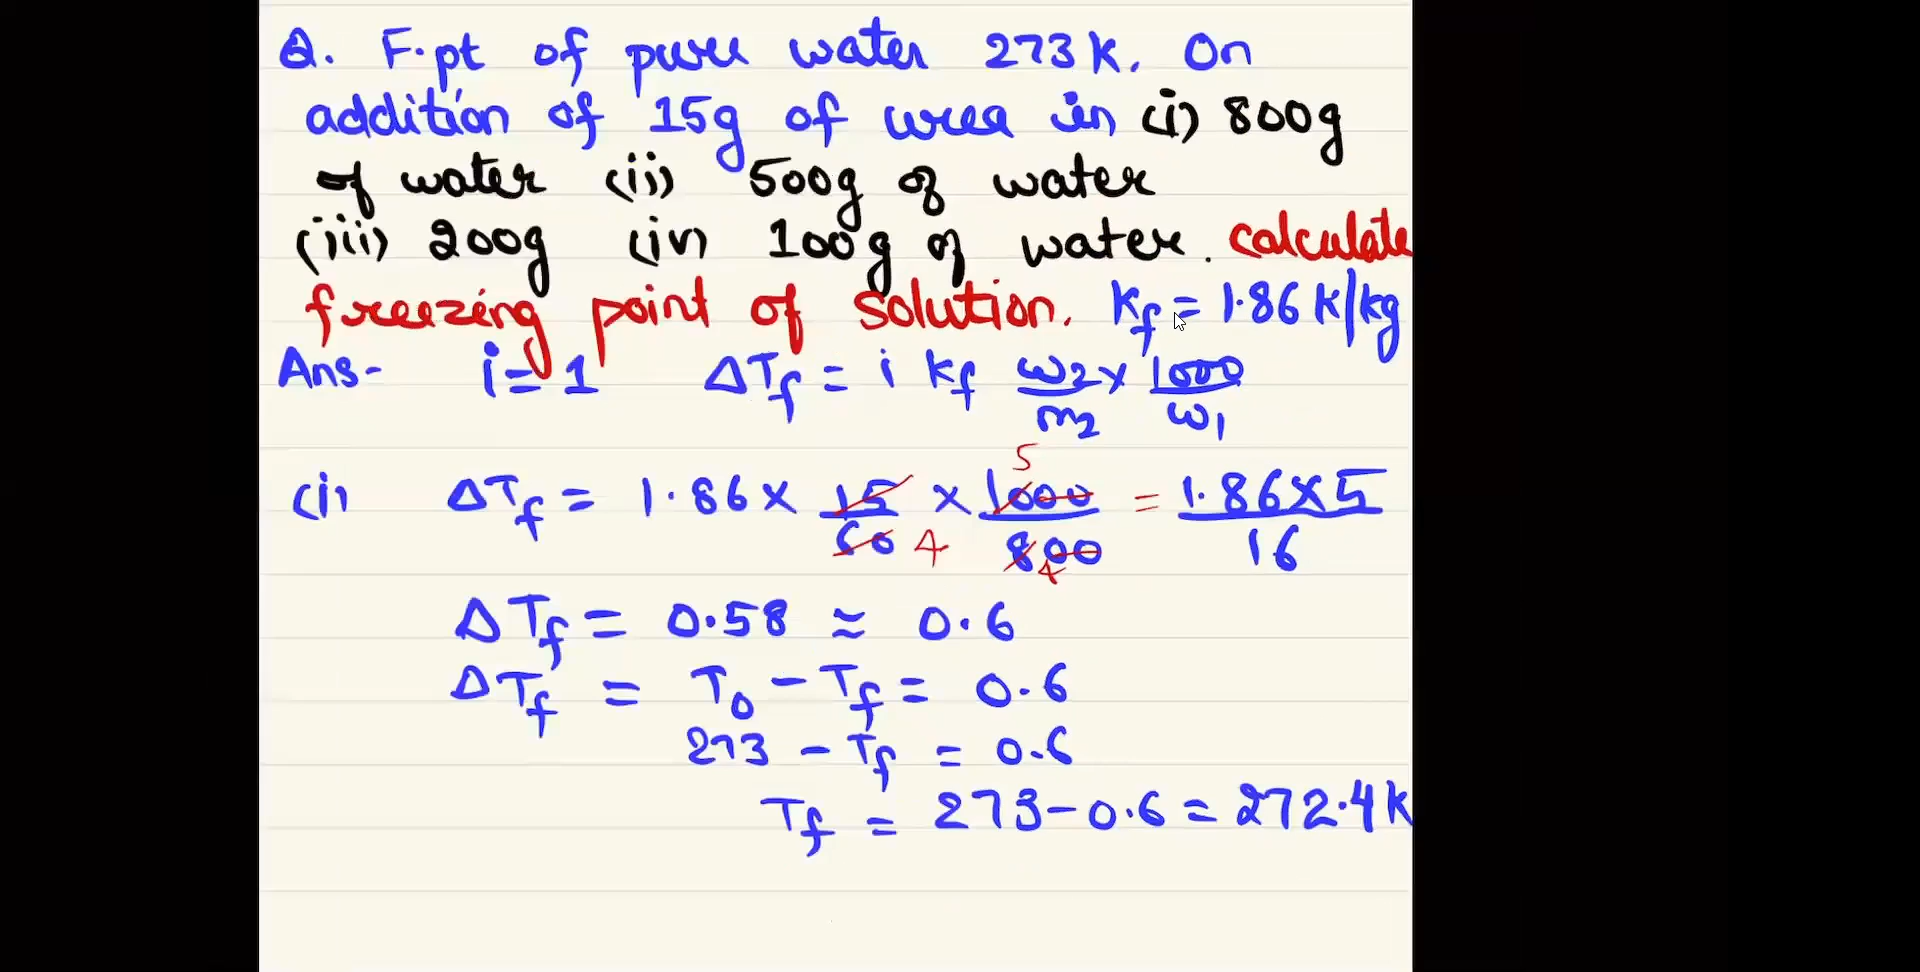 Q. F.pt of pure water 273K. On
addition of 15g of urea in (i) 800g
of water (ii) 500g of water
(iii) 200g (iv) 100g of water. calculate
freezing point of solution. Kf = 1.86 K/kg
Ans- i = 1 ΔTf = i Kf w2/m2 × 1000/w1
(i) ΔTf = 1.86 × 15/60 4 × 1000/800 5/4 = 1.86×5/16
ΔTf = 0.58 ≈ 0.6
ΔTf = T0 - Tf = 0.6
273 - Tf = 0.6
Tf = 273-0.6 = 272.4K